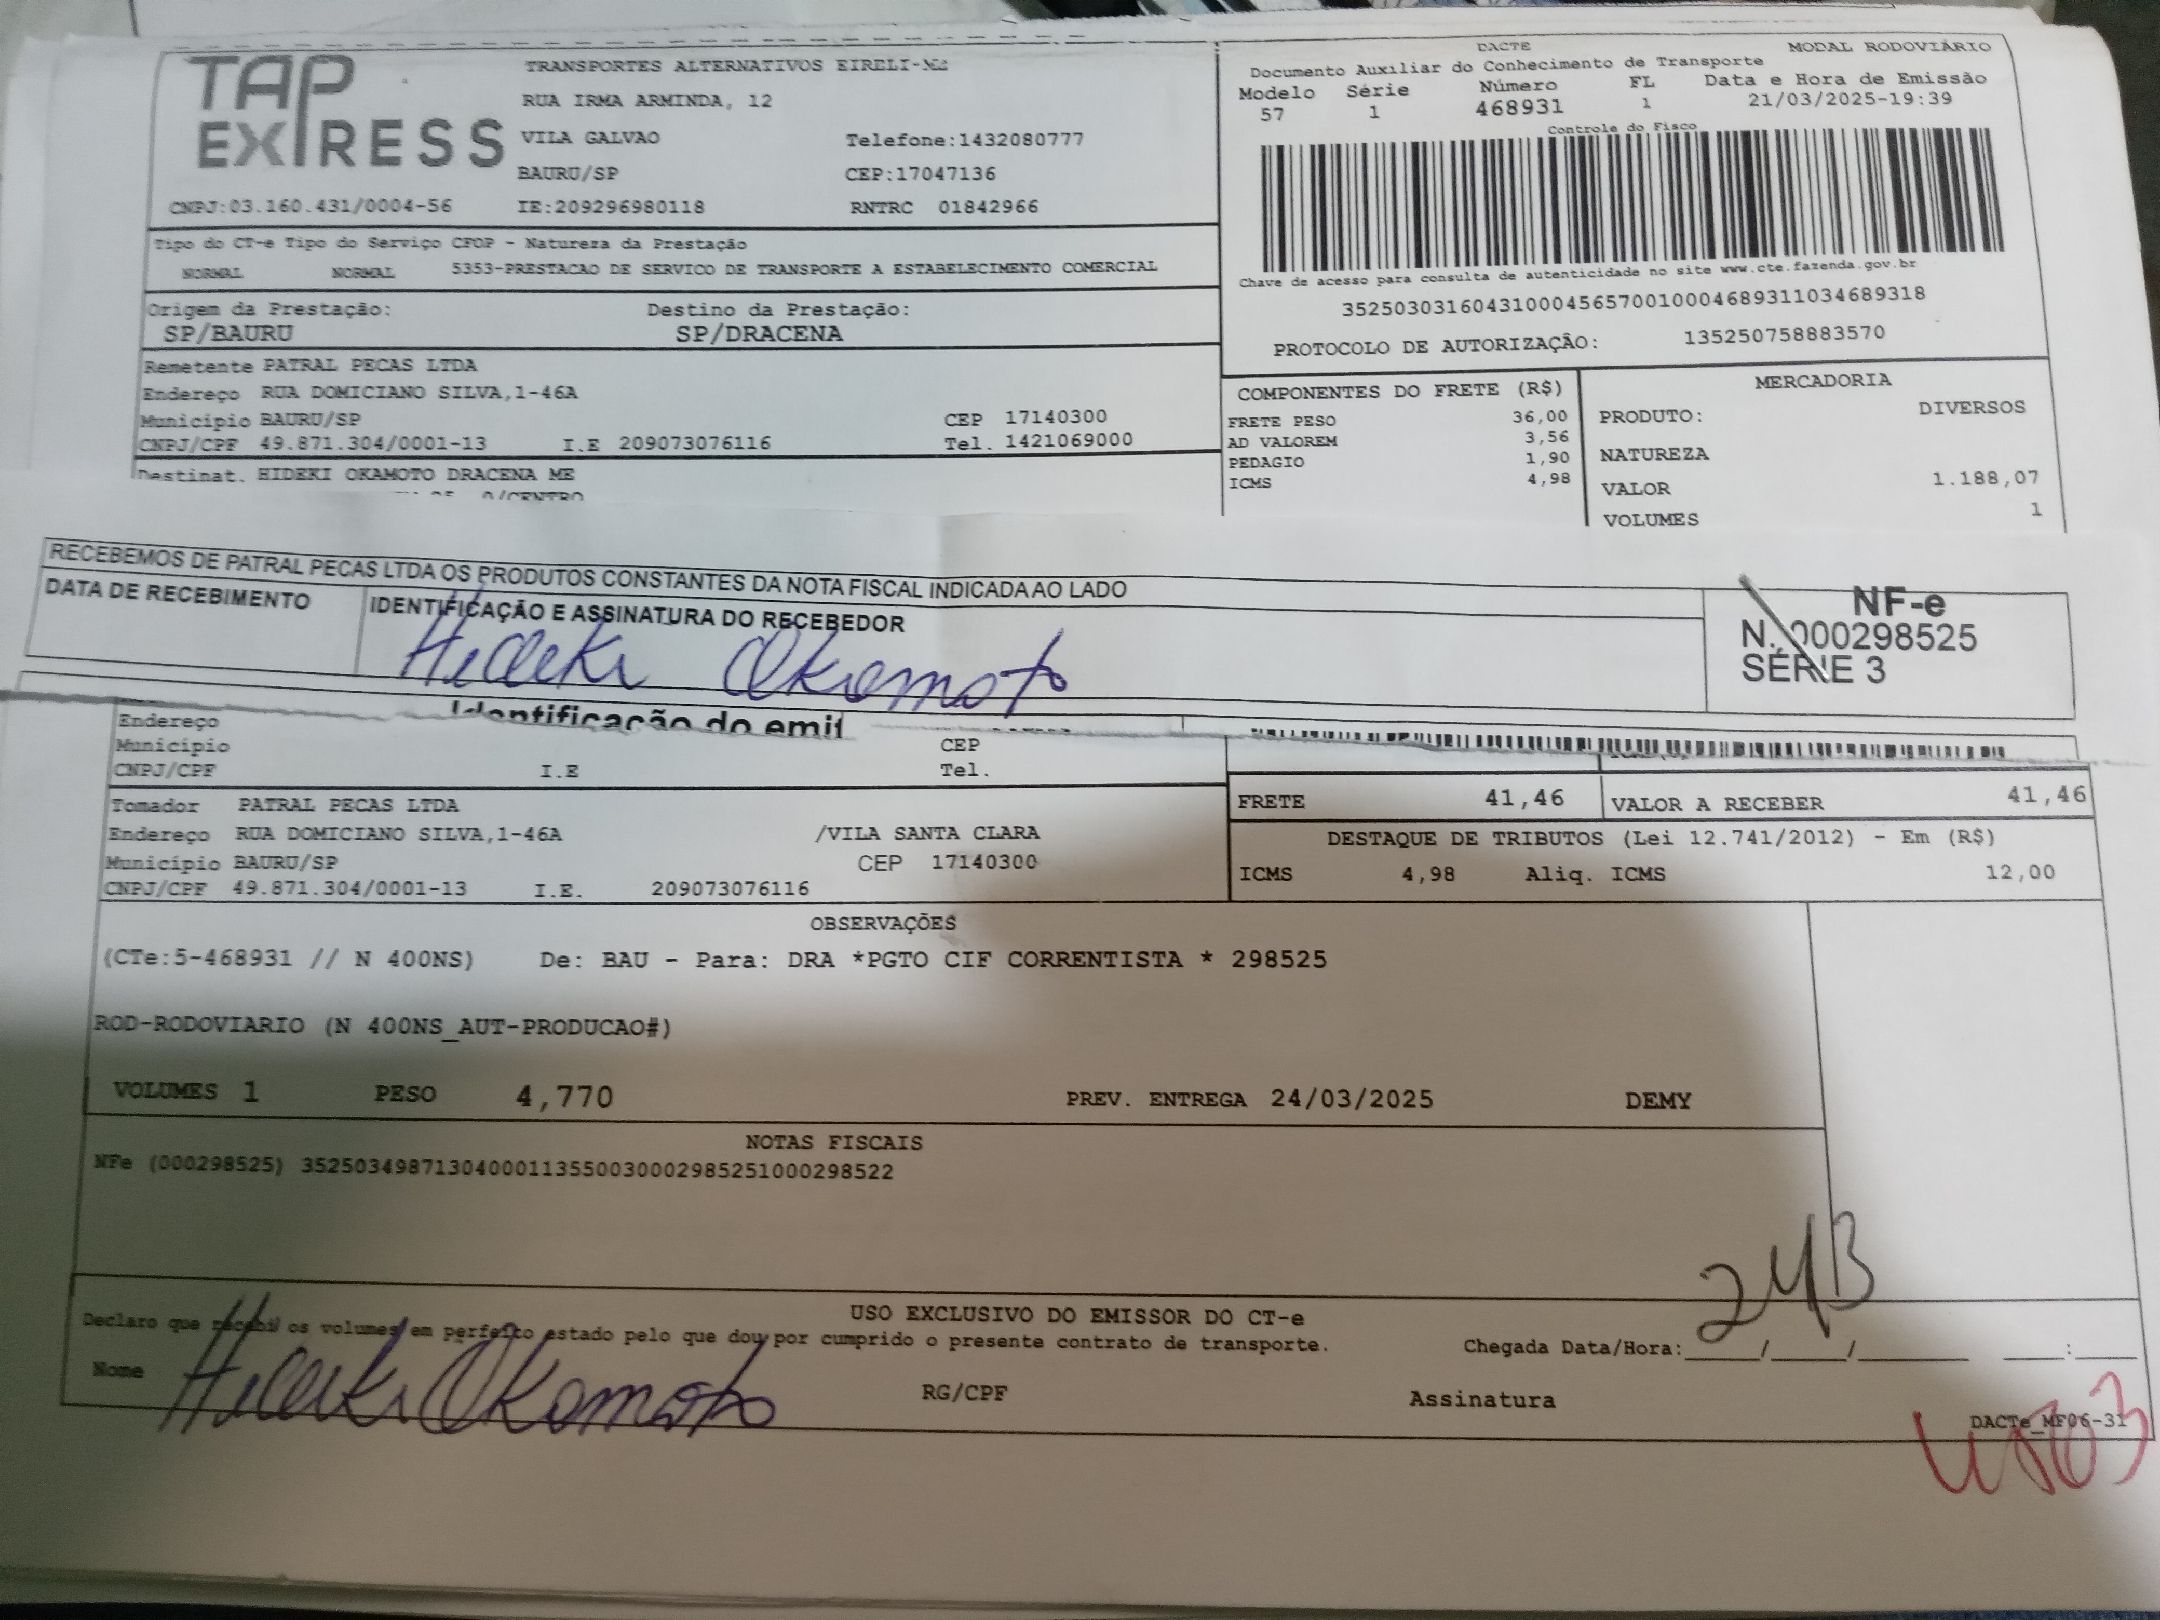 TAP EXPRESS
TRANSPORTES ALTERNATIVOS EIRELI-ME
RUA IRMA ARMINDA, 12
VILA GALVAO Telefone:1432080777
BAURU/SP CEP:17047136
CNPJ:03.160.431/0004-56 IE:209296980118 RNTRC 01842966
Tipo do CT-e Tipo do Serviço CFOP - Natureza da Prestação
NORMAL NORMAL 5353-PRESTACAO DE SERVICO DE TRANSPORTE A ESTABELECIMENTO COMERCIAL
Origem da Prestação: Destino da Prestação:
SP/BAURU SP/DRACENA
Remetente PATRAL PECAS LTDA
Endereço RUA DOMICIANO SILVA,1-46A
Município BAURU/SP CEP 17140300
CNPJ/CPF 49.871.304/0001-13 I.E 209073076116 Tel. 1421069000
Destinat. HIDEKI OKAMOTO DRACENA ME
DACTE MODAL RODOVIÁRIO
Documento Auxiliar do Conhecimento de Transporte
Modelo Série Número FL Data e Hora de Emissão
57 1 468931 1 21/03/2025-19:39
Controle do Fisco
Chave de acesso para consulta de autenticidade no site www.cte.fazenda.gov.br
35250303160431000456570010004689311034689318
PROTOCOLO DE AUTORIZAÇÃO: 135250758883570
COMPONENTES DO FRETE (R$)
FRETE PESO 36,00
AD VALOREM 3,56
PEDAGIO 1,90
ICMS 4,98
MERCADORIA
PRODUTO: DIVERSOS
NATUREZA
VALOR 1.188,07
VOLUMES 1
RECEBEMOS DE PATRAL PECAS LTDA OS PRODUTOS CONSTANTES DA NOTA FISCAL INDICADA AO LADO
DATA DE RECEBIMENTO IDENTIFICAÇÃO E ASSINATURA DO RECEBEDOR
Hideki Okamoto
NF-e
N. 000298525
SÉRIE 3
Identificação do emit
Endereço
Município CEP
CNPJ/CPF I.E Tel.
Tomador PATRAL PECAS LTDA
Endereço RUA DOMICIANO SILVA,1-46A /VILA SANTA CLARA
Município BAURU/SP CEP 17140300
CNPJ/CPF 49.871.304/0001-13 I.E. 209073076116
FRETE 41,46 VALOR A RECEBER 41,46
DESTAQUE DE TRIBUTOS (Lei 12.741/2012) - Em (R$)
ICMS 4,98 Aliq. ICMS 12,00
OBSERVAÇÕES
(CTe:5-468931 // N 400NS) De: BAU - Para: DRA *PGTO CIF CORRENTISTA * 298525
ROD-RODOVIARIO (N 400NS_AUT-PRODUCAO#)
VOLUMES 1 PESO 4,770 PREV. ENTREGA 24/03/2025 DEMY
NOTAS FISCAIS
NFe (000298525) 35250349871304000113550030002985251000298522
USO EXCLUSIVO DO EMISSOR DO CT-e
Declaro que recebi os volumes em perfeito estado pelo que dou por cumprido o presente contrato de transporte.
Chegada Data/Hora:_____/_____/_______ ____:____
Nome Hideki Okamoto RG/CPF Assinatura
DACTe_MF06-31